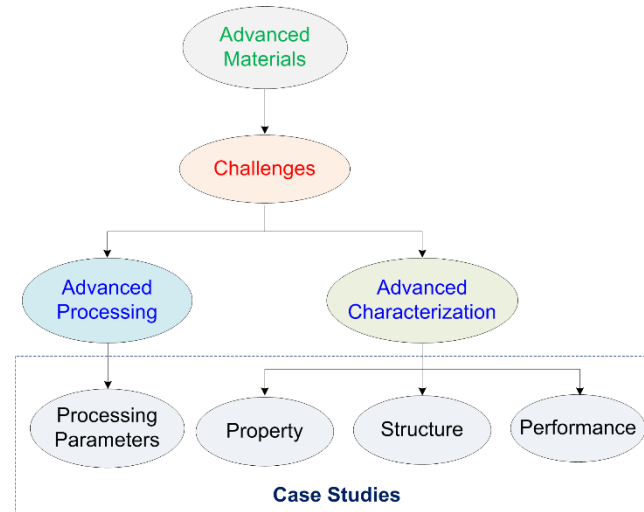 Advanced
Materials
Challenges
Advanced
Processing
Advanced
Characterization
Processing
Parameters
Property
Structure
Performance
Case Studies